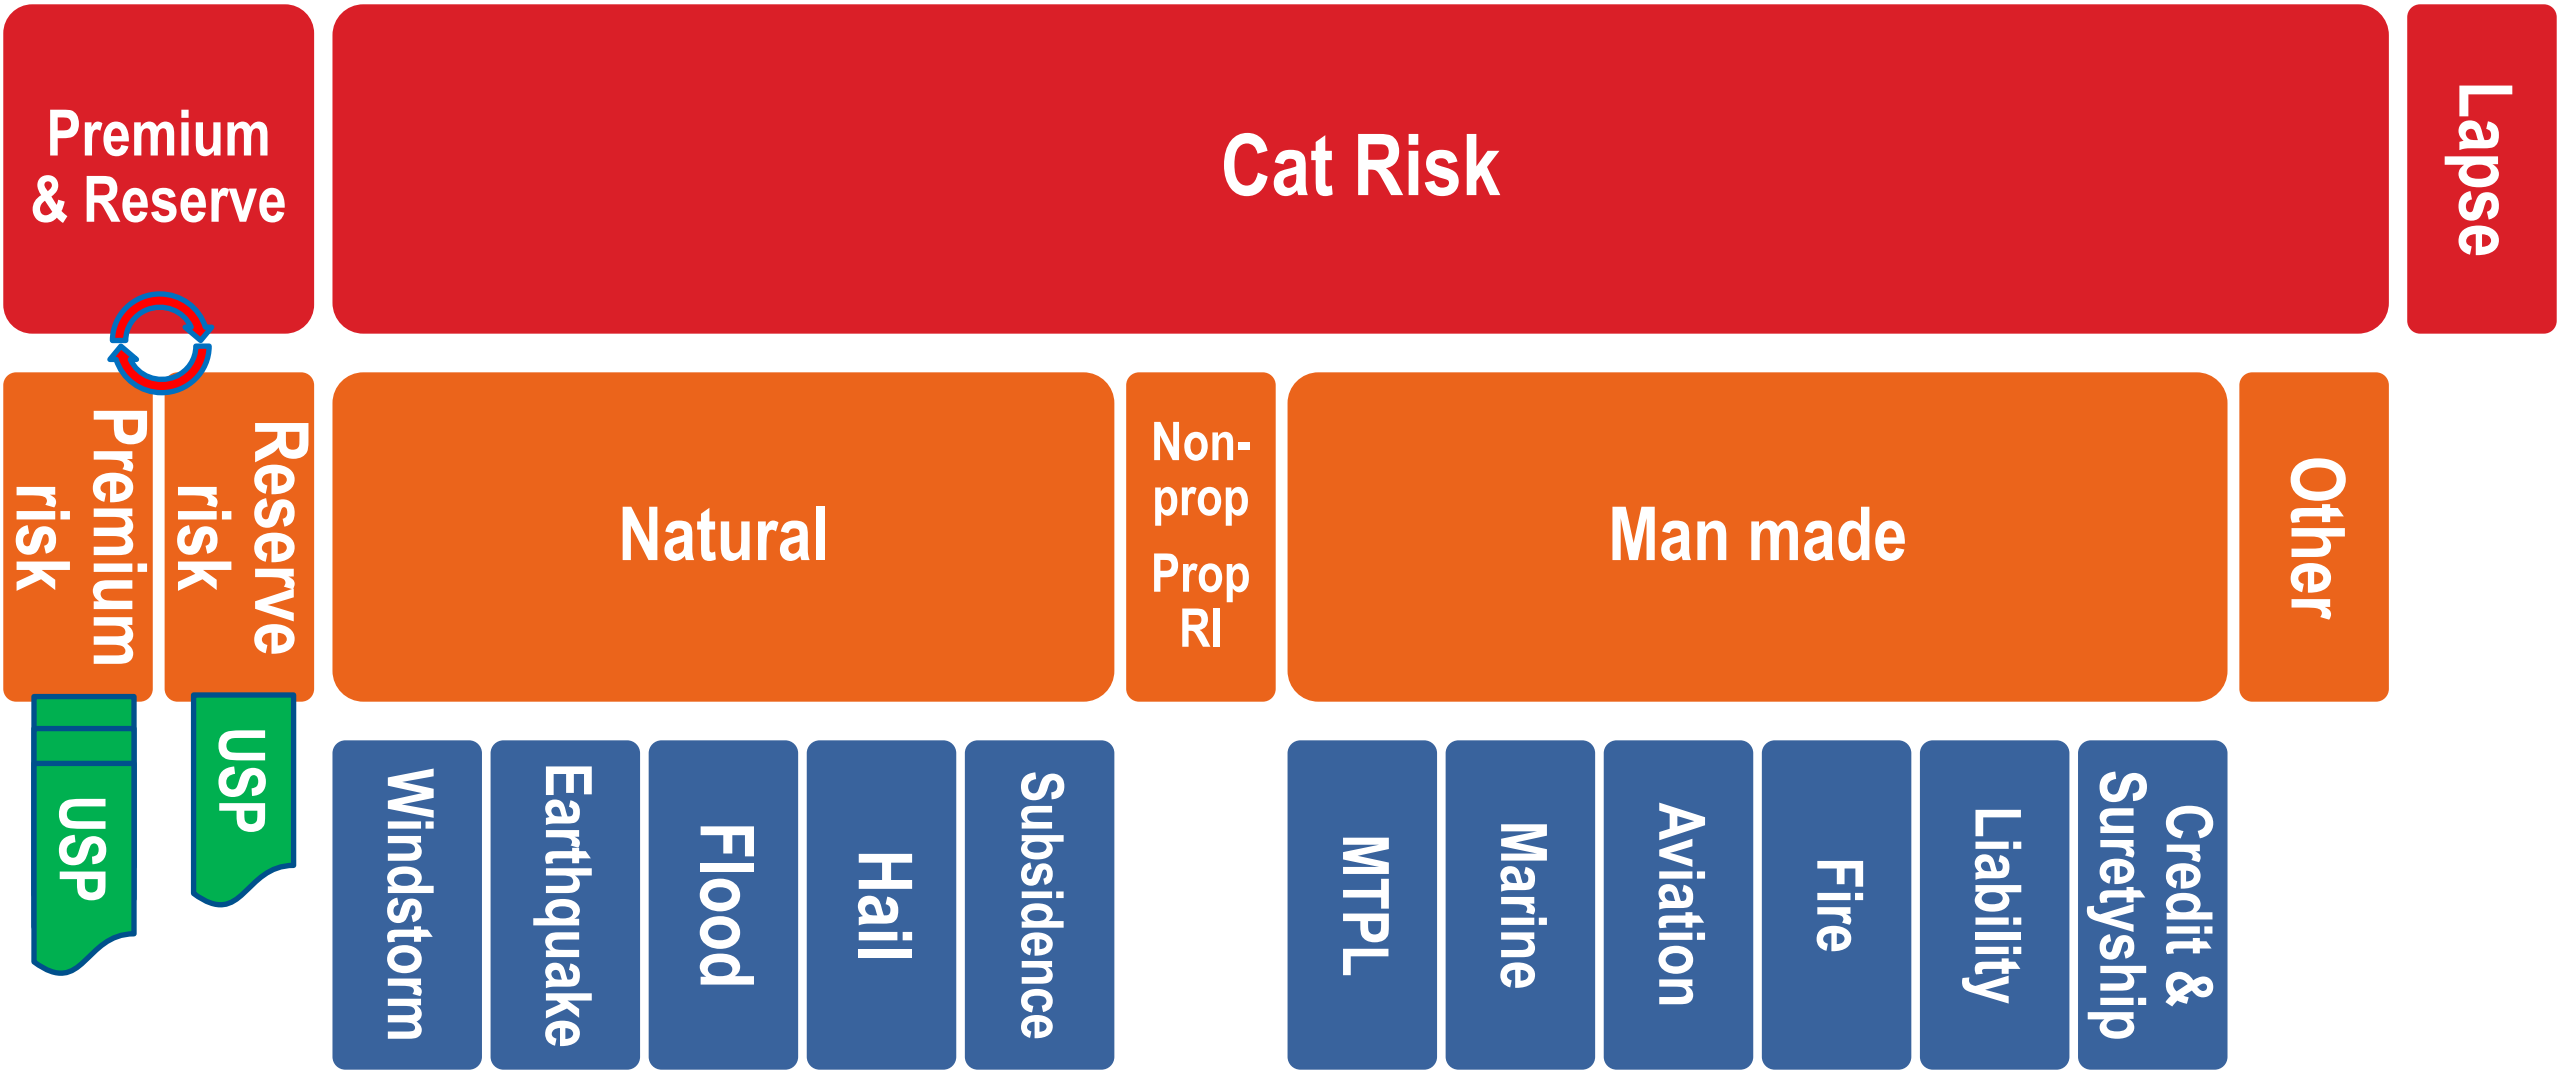 Premium
& Reserve
Cat Risk
Lapse
Premium
risk
Reserve
risk
Natural
Non-
prop
Prop
RI
Man made
Other
USP
USP
Windstorm
Earthquake
Flood
Hail
Subsidence
MTPL
Marine
Aviation
Fire
Liability
Credit &
Suretyship